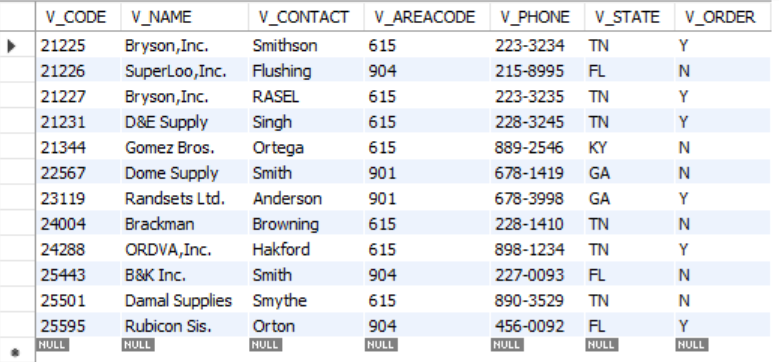 V_CODE V_NAME V_CONTACT V_AREACODE V_PHONE V_STATE V_ORDER
21225 Bryson,Inc. Smithson 615 223-3234 TN Y
21226 SuperLoo,Inc. Flushing 904 215-8995 FL N
21227 Bryson,Inc. RASEL 615 223-3235 TN Y
21231 D&E Supply Singh 615 228-3245 TN Y
21344 Gomez Bros. Ortega 615 889-2546 KY N
22567 Dome Supply Smith 901 678-1419 GA N
23119 Randsets Ltd. Anderson 901 678-3998 GA Y
24004 Brackman Browning 615 228-1410 TN N
24288 ORDVA,Inc. Hakford 615 898-1234 TN Y
25443 B&K Inc. Smith 904 227-0093 FL N
25501 Damal Supplies Smythe 615 890-3529 TN N
25595 Rubicon Sis. Orton 904 456-0092 FL Y
NULL NULL NULL NULL NULL NULL NULL